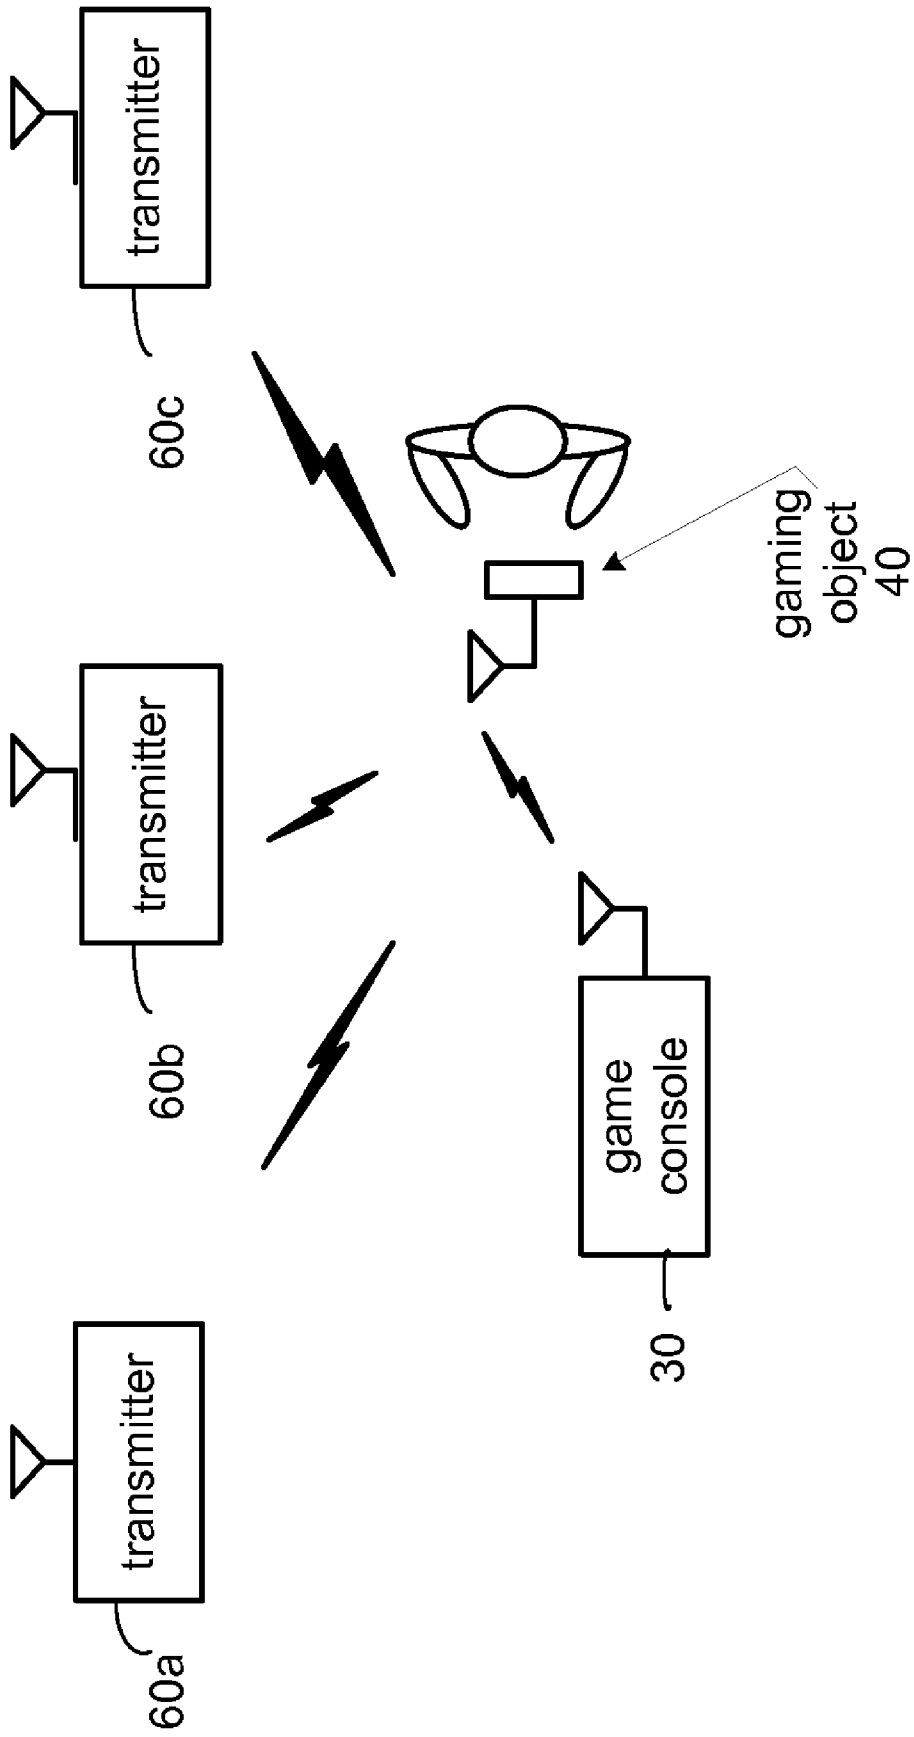 transmitter
60a
transmitter
60b
transmitter
60c
game
console
30
gaming
object
40